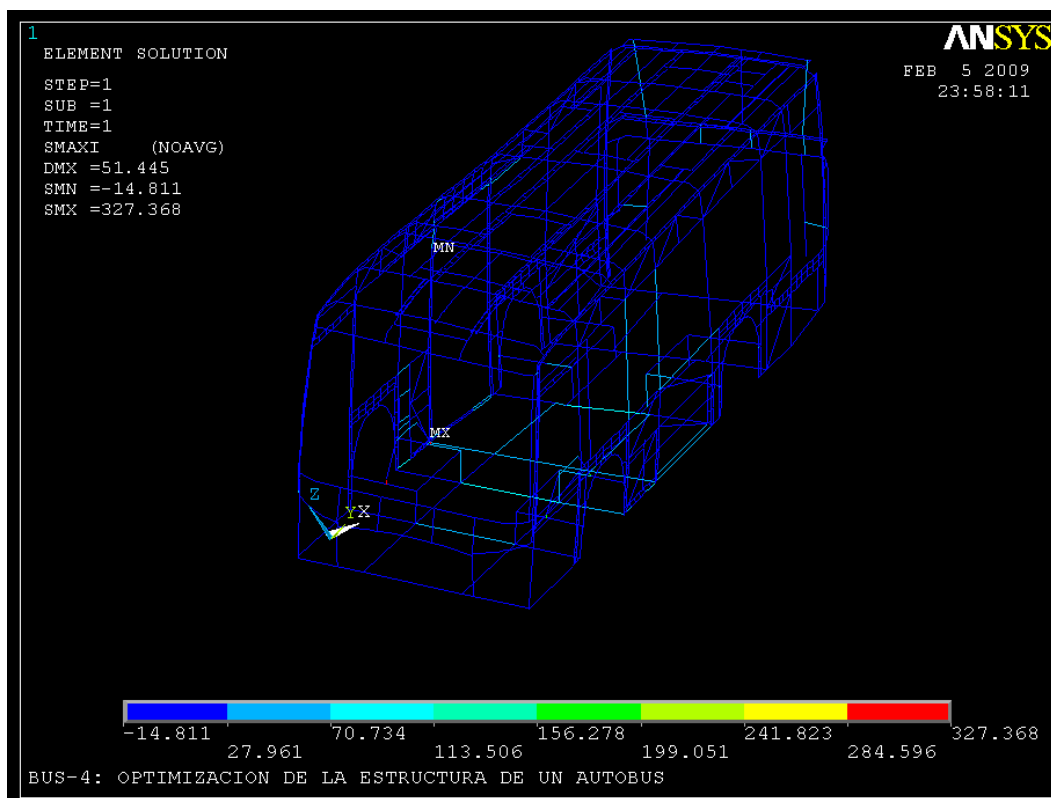 1
ANSYS
ELEMENT SOLUTION
FEB 5 2009
23:58:11
STEP=1
SUB =1
TIME=1
SMAXI (NOAVG)
DMX =51.445
SMN =-14.811
SMX =327.368
MN
MX
Z
YX
-14.811 70.734 156.278 241.823 327.368
27.961 113.506 199.051 284.596
BUS-4: OPTIMIZACION DE LA ESTRUCTURA DE UN AUTOBUS